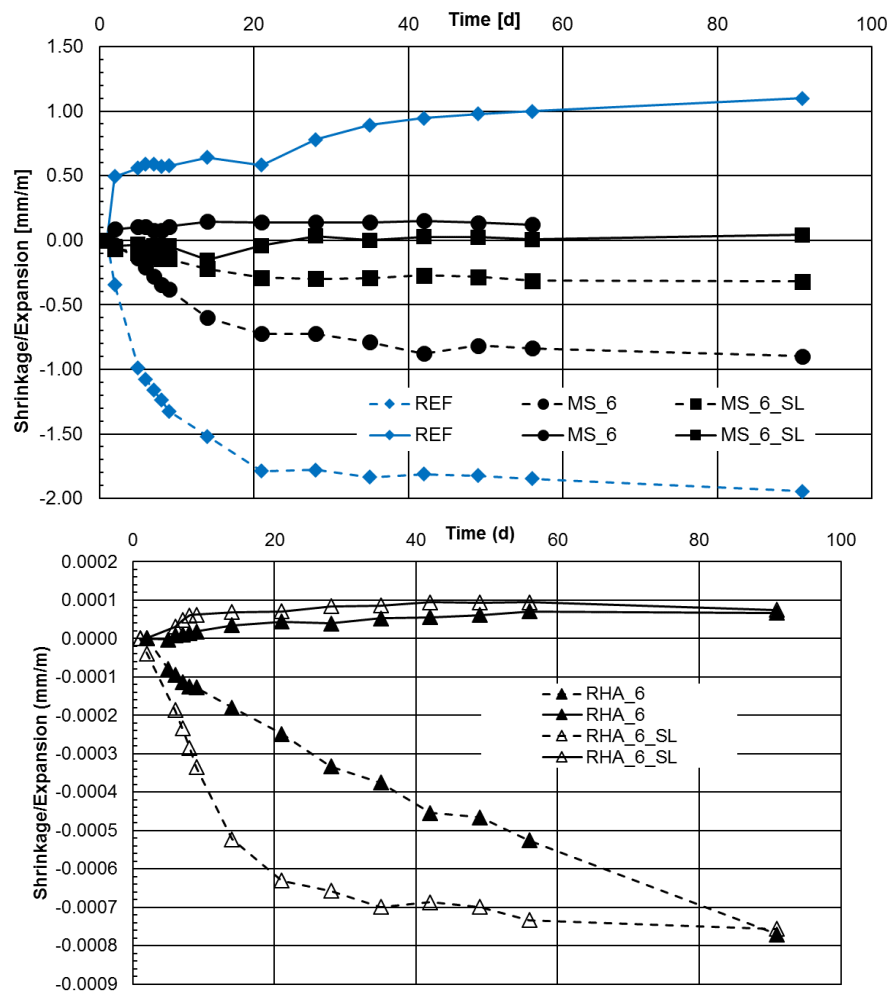 Time [d]
0 20 40 60 80 100
Shrinkage/Expansion [mm/m]
1.50
1.00
0.50
0.00
-0.50
-1.00
-1.50
-2.00
REF MS_6 MS_6_SL
REF MS_6 MS_6_SL
Time (d)
0 20 40 60 80 100
Shrinkage/Expansion (mm/m)
0.0002
0.0001
0.0000
-0.0001
-0.0002
-0.0003
-0.0004
-0.0005
-0.0006
-0.0007
-0.0008
-0.0009
RHA_6
RHA_6
RHA_6_SL
RHA_6_SL